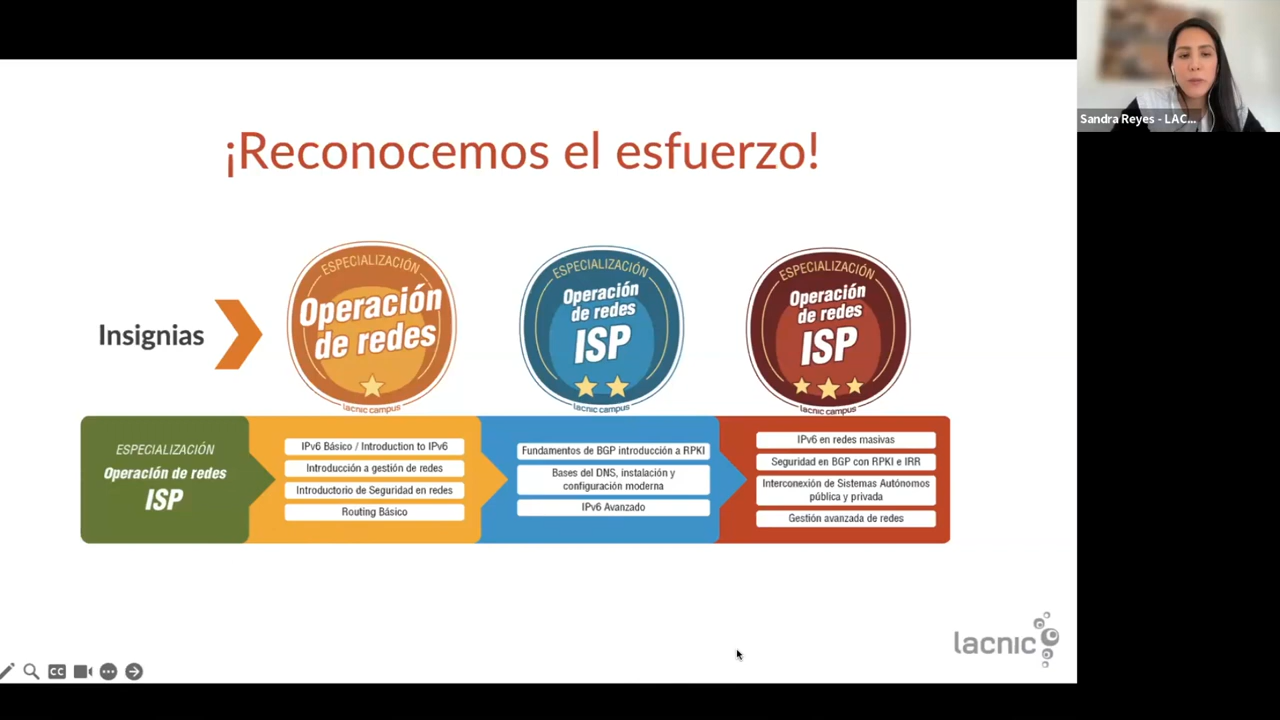 ¡Reconocemos el esfuerzo!
Sandra Reyes - LAC...
Insignias
ESPECIALIZACIÓN
Operación
de redes
lacnic campus
ESPECIALIZACIÓN
Operación
de redes
ISP
lacnic campus
ESPECIALIZACIÓN
Operación
de redes
ISP
lacnic campus
ESPECIALIZACIÓN
Operación de redes
ISP
IPv6 Básico / Introduction to IPv6
Introducción a gestión de redes
Introductorio de Seguridad en redes
Routing Básico
Fundamentos de BGP introducción a RPKI
Bases del DNS, instalación y
configuración moderna
IPv6 Avanzado
IPv6 en redes masivas
Seguridad en BGP con RPKI e IRR
Interconexión de Sistemas Autónomos
pública y privada
Gestión avanzada de redes
lacnic
CC